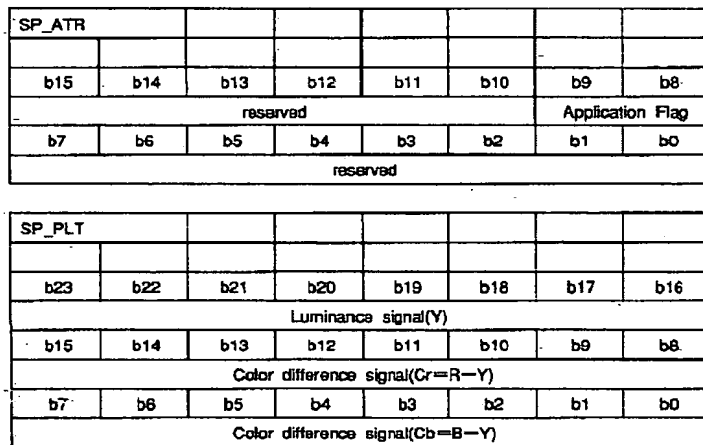 SP_ATR
b15 b14 b13 b12 b11 b10 b9 b8
reserved Application Flag
b7 b6 b5 b4 b3 b2 b1 b0
reserved
SP_PLT
b23 b22 b21 b20 b19 b18 b17 b16
Luminance signal(Y)
b15 b14 b13 b12 b11 b10 b9 b8
Color difference signal(Cr=R-Y)
b7 b6 b5 b4 b3 b2 b1 b0
Color difference signal(Cb=B-Y)